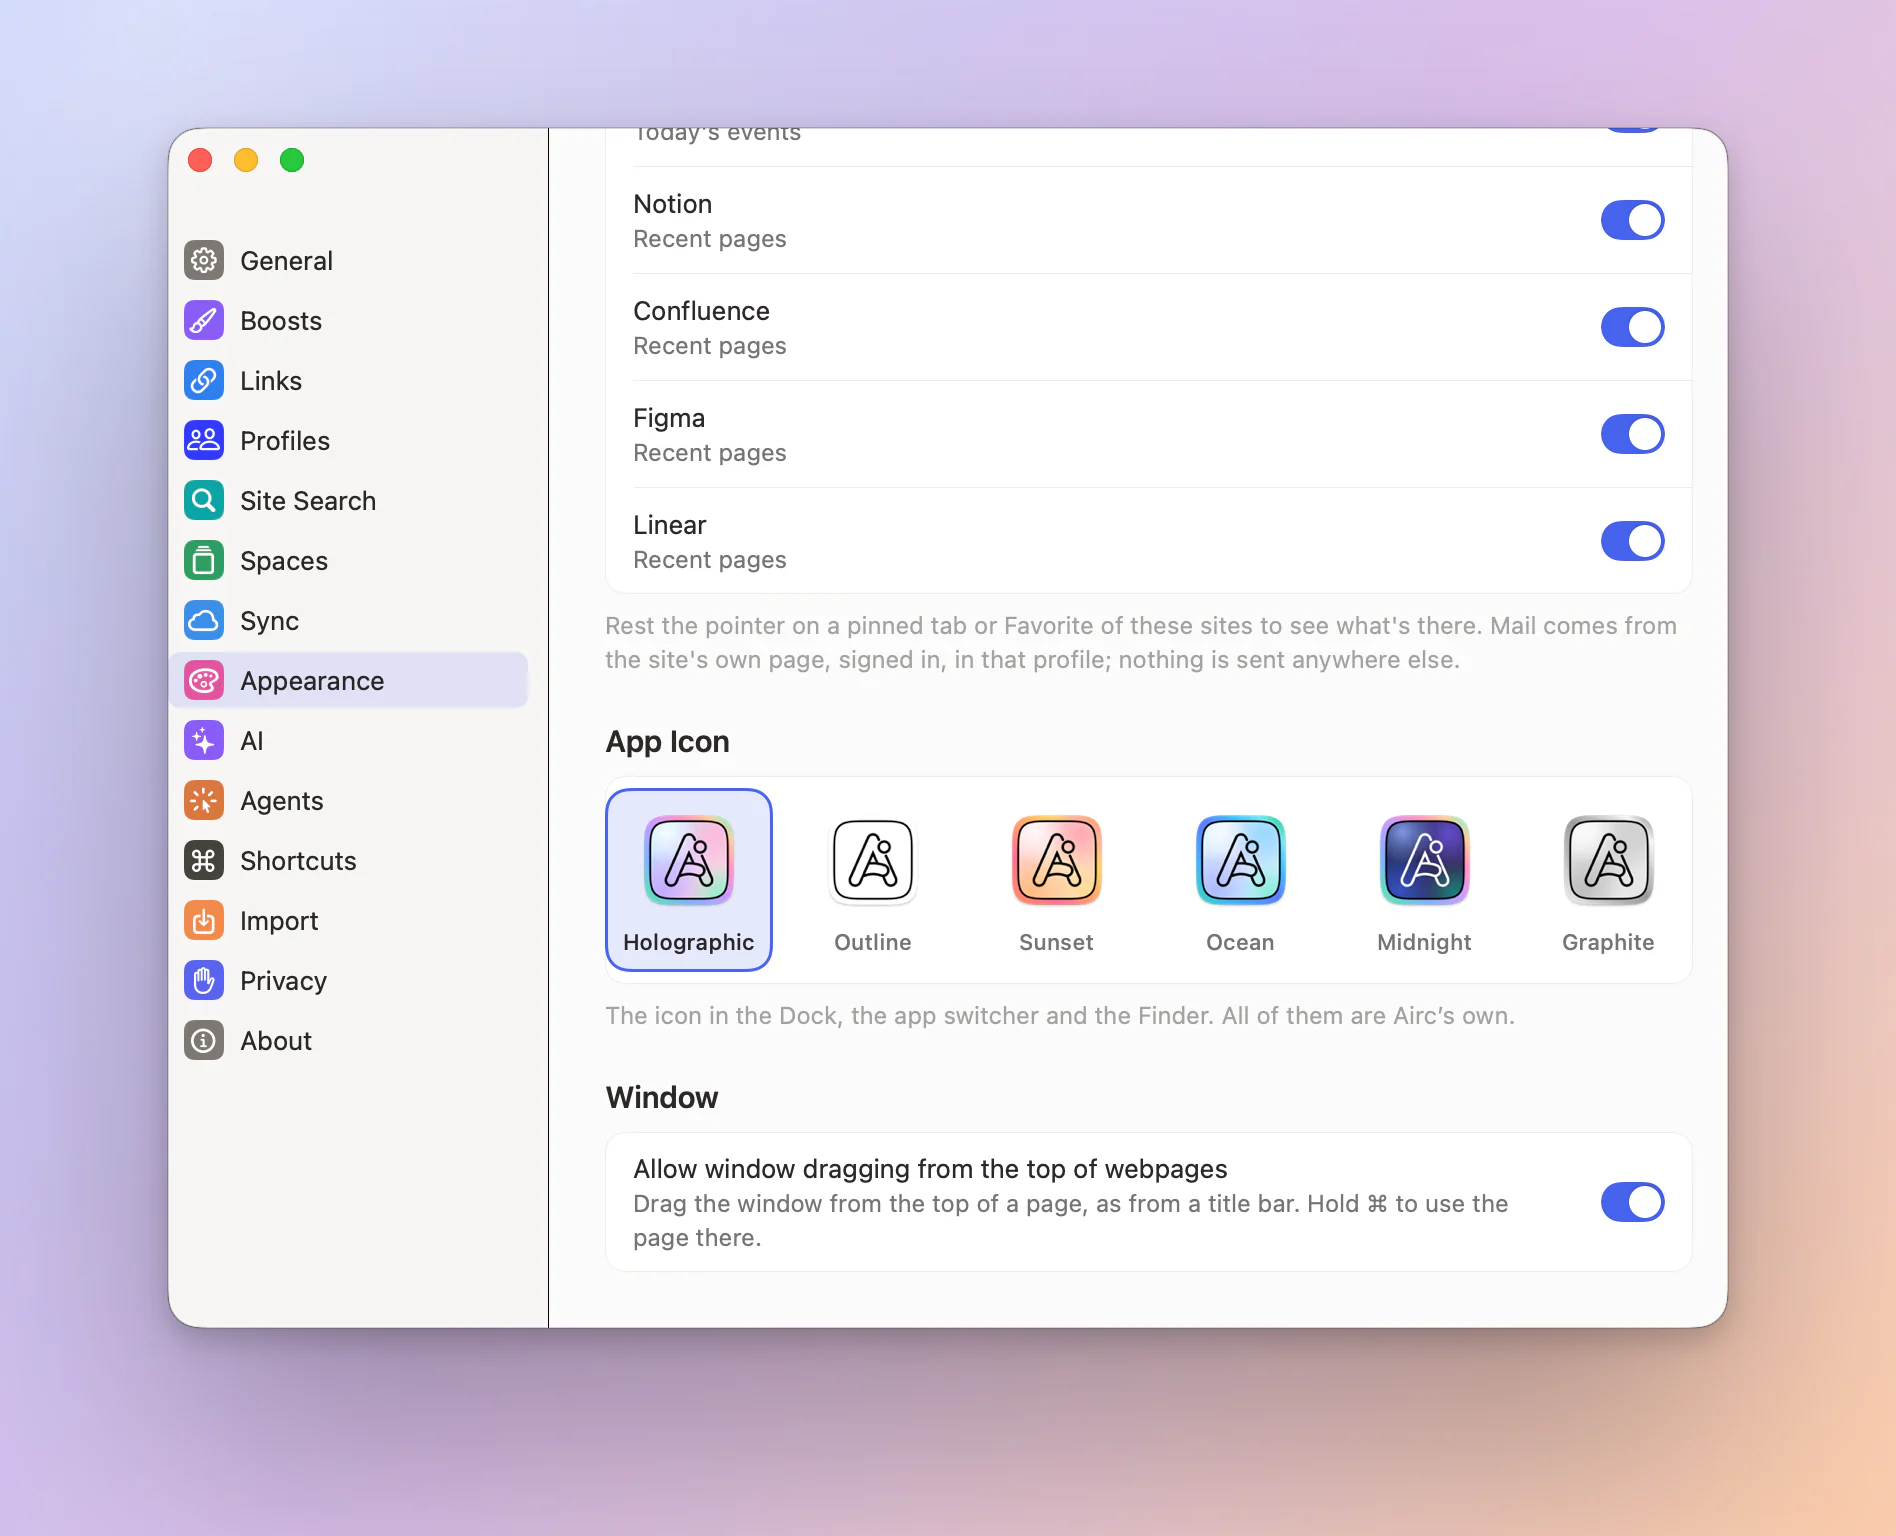 General
Boosts
Links
Profiles
Site Search
Spaces
Sync
Appearance
AI
Agents
Shortcuts
Import
Privacy
About
Today's events
Notion
Recent pages
Confluence
Recent pages
Figma
Recent pages
Linear
Recent pages
Rest the pointer on a pinned tab or Favorite of these sites to see what's there. Mail comes from
the site's own page, signed in, in that profile; nothing is sent anywhere else.
App Icon
Holographic
Outline
Sunset
Ocean
Midnight
Graphite
The icon in the Dock, the app switcher and the Finder. All of them are Airc’s own.
Window
Allow window dragging from the top of webpages
Drag the window from the top of a page, as from a title bar. Hold ⌘ to use the
page there.